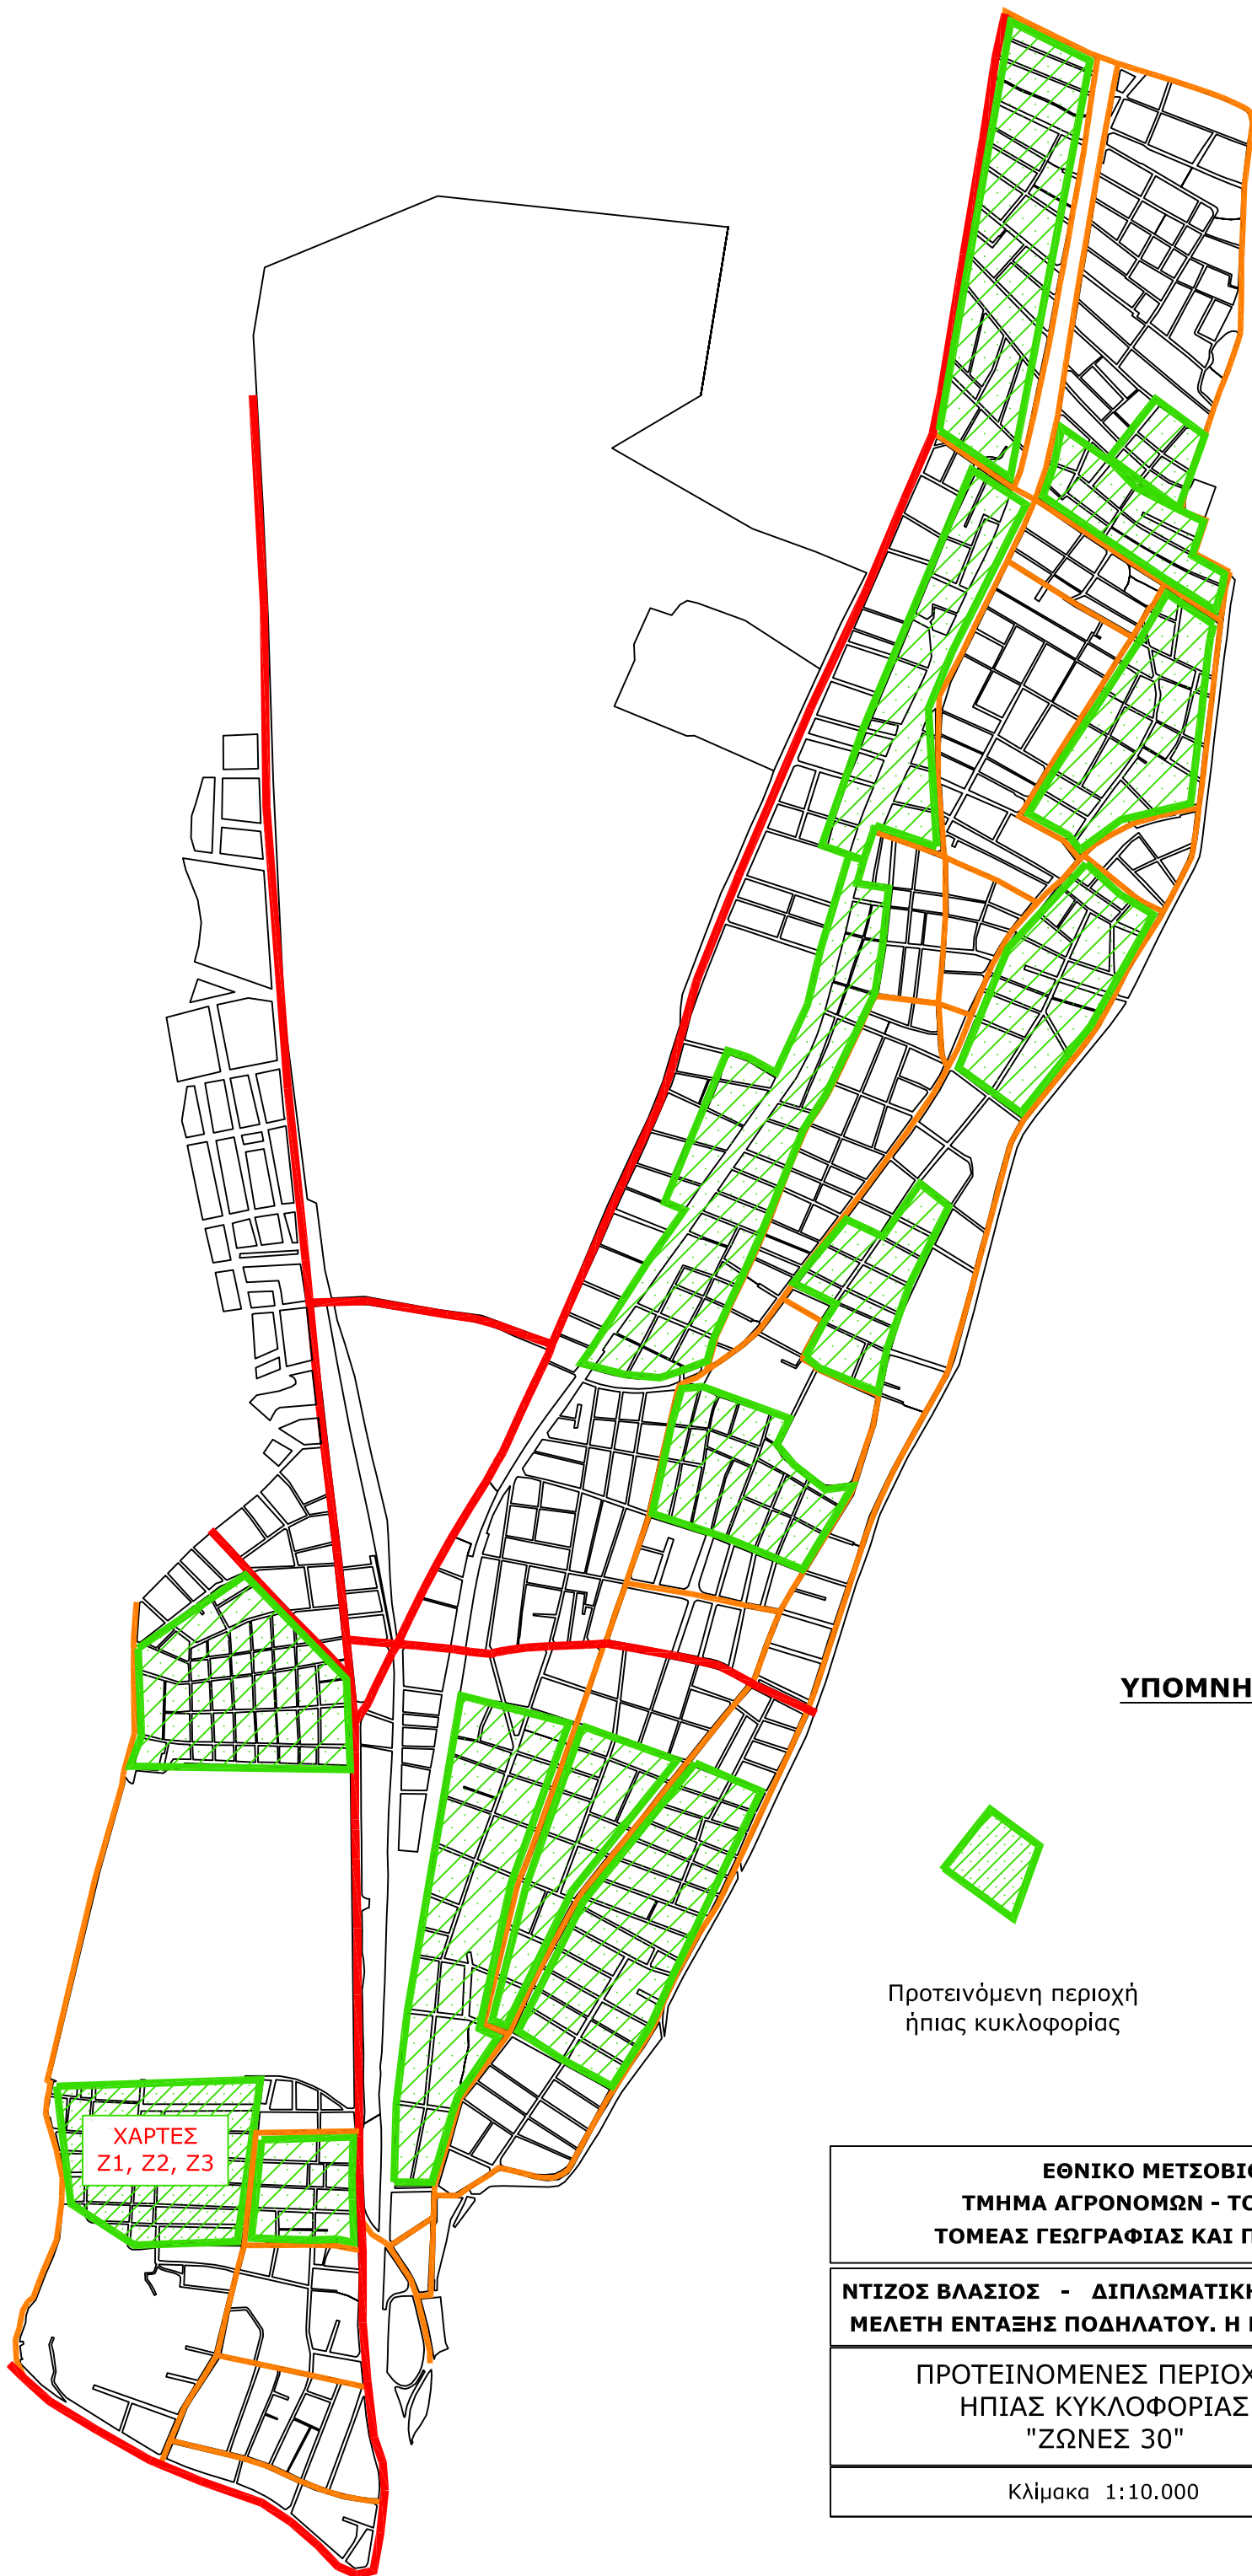 ΥΠΟΜΝΗ
Προτεινόμενη περιοχή
ήπιας κυκλοφορίας
ΧΑΡΤΕΣ
Ζ1, Ζ2, Ζ3
ΕΘΝΙΚΟ ΜΕΤΣΟΒΙΟ
ΤΜΗΜΑ ΑΓΡΟΝΟΜΩΝ - ΤΟ
ΤΟΜΕΑΣ ΓΕΩΓΡΑΦΙΑΣ ΚΑΙ Π
ΝΤΙΖΟΣ ΒΛΑΣΙΟΣ - ΔΙΠΛΩΜΑΤΙΚΗ
ΜΕΛΕΤΗ ΕΝΤΑΞΗΣ ΠΟΔΗΛΑΤΟΥ. Η
ΠΡΟΤΕΙΝΟΜΕΝΕΣ ΠΕΡΙΟΧ
ΗΠΙΑΣ ΚΥΚΛΟΦΟΡΙΑΣ
"ΖΩΝΕΣ 30"
Κλίμακα 1:10.000